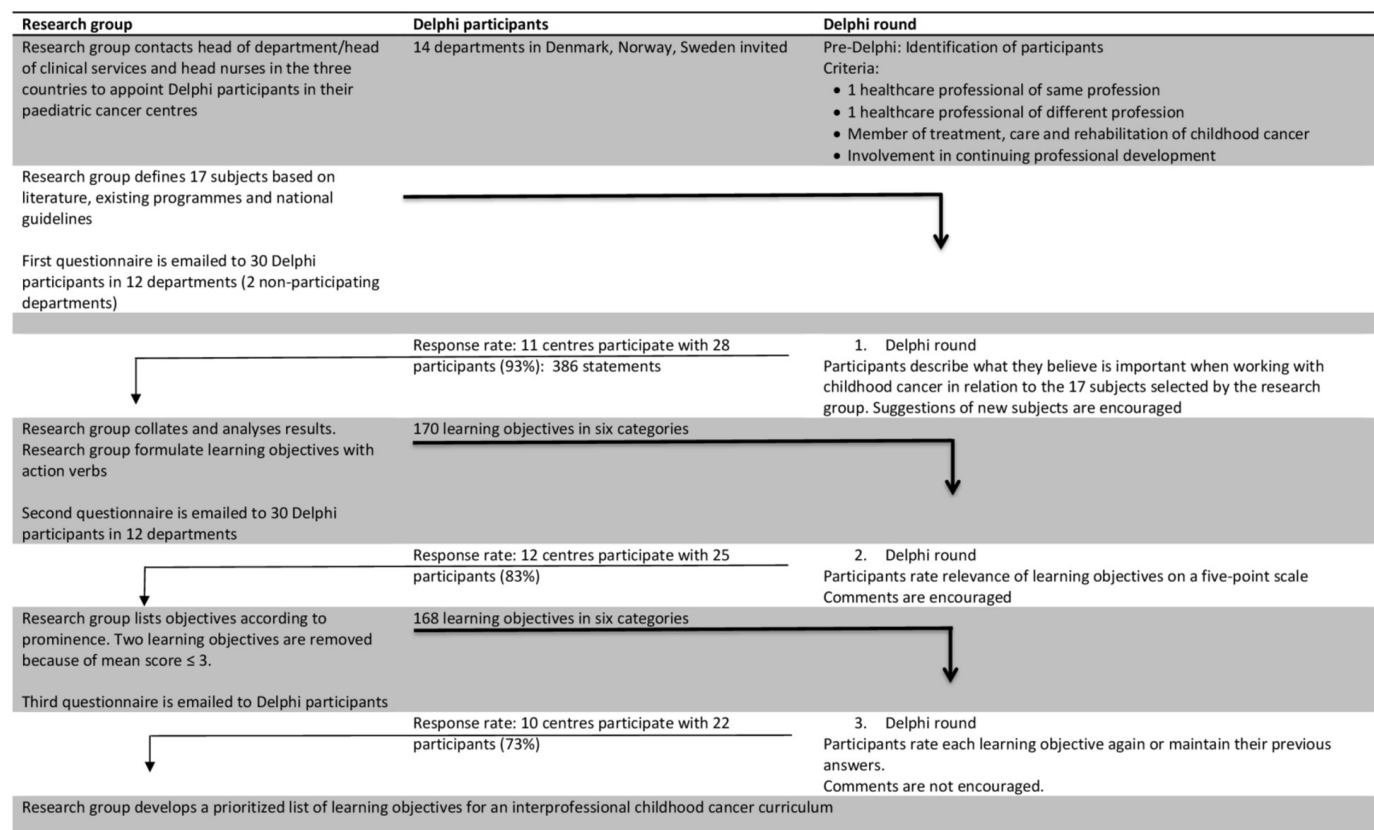 Research group Delphi participants Delphi round
Research group contacts head of department/head
of clinical services and head nurses in the three
countries to appoint Delphi participants in their
paediatric cancer centres
14 departments in Denmark, Norway, Sweden invited
Pre-Delphi: Identification of participants
Criteria:
• 1 healthcare professional of same profession
• 1 healthcare professional of different profession
• Member of treatment, care and rehabilitation of childhood cancer
• Involvement in continuing professional development
Research group defines 17 subjects based on
literature, existing programmes and national
guidelines
First questionnaire is emailed to 30 Delphi
participants in 12 departments (2 non-participating
departments)
Response rate: 11 centres participate with 28
participants (93%): 386 statements
1. Delphi round
Participants describe what they believe is important when working with
childhood cancer in relation to the 17 subjects selected by the research
group. Suggestions of new subjects are encouraged
Research group collates and analyses results.
Research group formulate learning objectives with
action verbs
170 learning objectives in six categories
Second questionnaire is emailed to 30 Delphi
participants in 12 departments
Response rate: 12 centres participate with 25
participants (83%)
2. Delphi round
Participants rate relevance of learning objectives on a five-point scale
Comments are encouraged
Research group lists objectives according to
prominence. Two learning objectives are removed
because of mean score ≤ 3.
168 learning objectives in six categories
Third questionnaire is emailed to Delphi participants
Response rate: 10 centres participate with 22
participants (73%)
3. Delphi round
Participants rate each learning objective again or maintain their previous
answers.
Comments are not encouraged.
Research group develops a prioritized list of learning objectives for an interprofessional childhood cancer curriculum